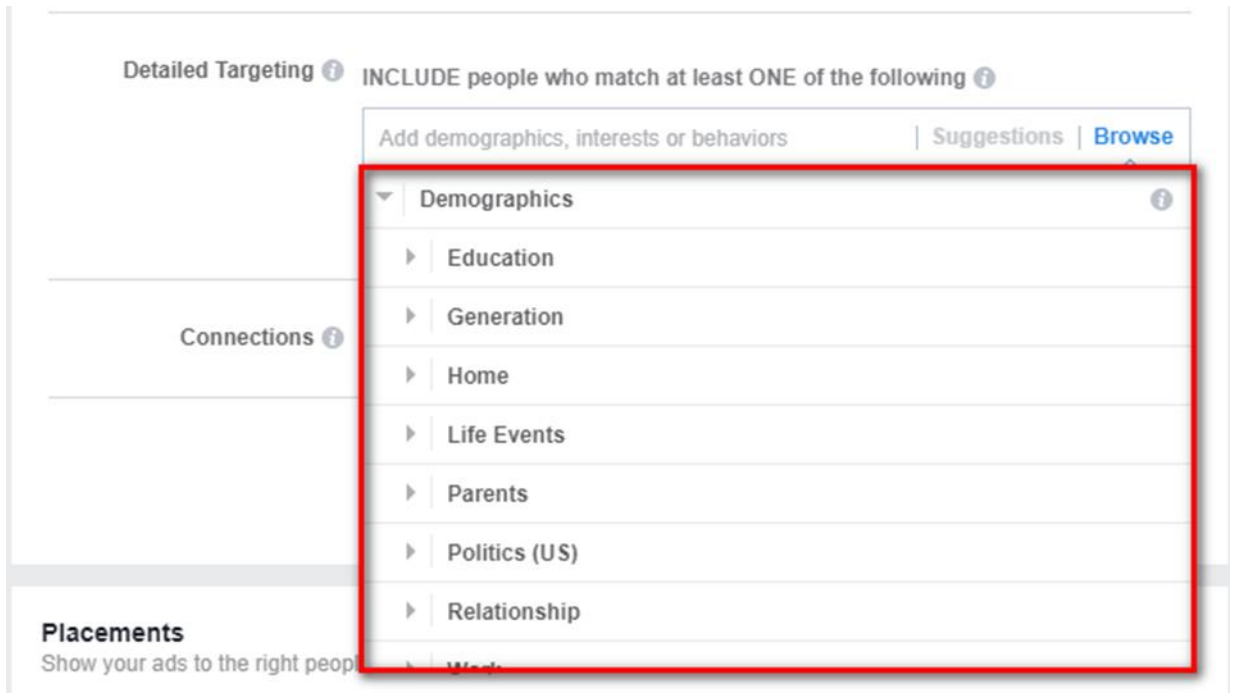 Detailed Targeting
INCLUDE people who match at least ONE of the following
Add demographics, interests or behaviors | Suggestions | Browse
Demographics
Education
Generation
Home
Connections
Life Events
Parents
Politics (US)
Relationship
Work
Placements
Show your ads to the right peopl